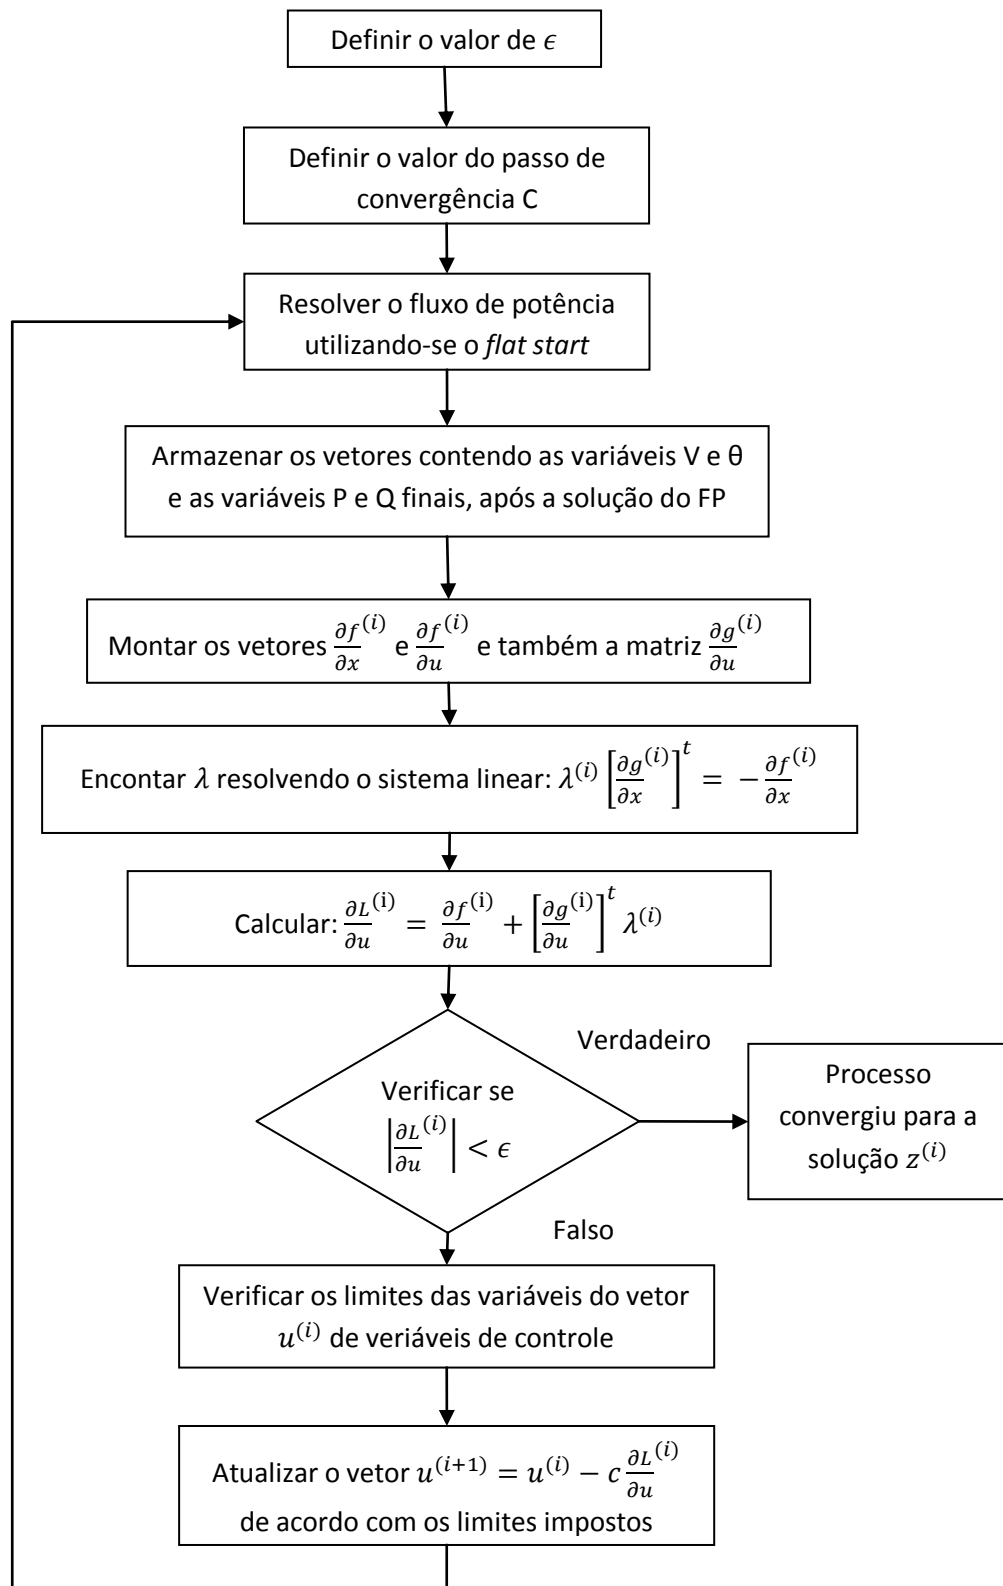 Definir o valor de ϵ
Definir o valor do passo de
convergência C
Resolver o fluxo de potência
utilizando-se o flat start
Armazenar os vetores contendo as variáveis V e θ
e as variáveis P e Q finais, após a solução do FP
Montar os vetores ∂f/∂x^(i) e ∂f/∂u^(i) e também a matriz ∂g/∂u^(i)
Encontar λ resolvendo o sistema linear: λ^(i) [∂g/∂x^(i)]^t = − ∂f/∂x^(i)
Calcular: ∂L/∂u^(i) = ∂f/∂u^(i) + [∂g/∂u^(i)]^t λ^(i)
Verdadeiro
Verificar se
|∂L/∂u^(i)| < ϵ
Processo
convergiu para a
solução z^(i)
Falso
Verificar os limites das variáveis do vetor
u^(i) de veriáveis de controle
Atualizar o vetor u^(i+1) = u^(i) − c ∂L/∂u^(i)
de acordo com os limites impostos